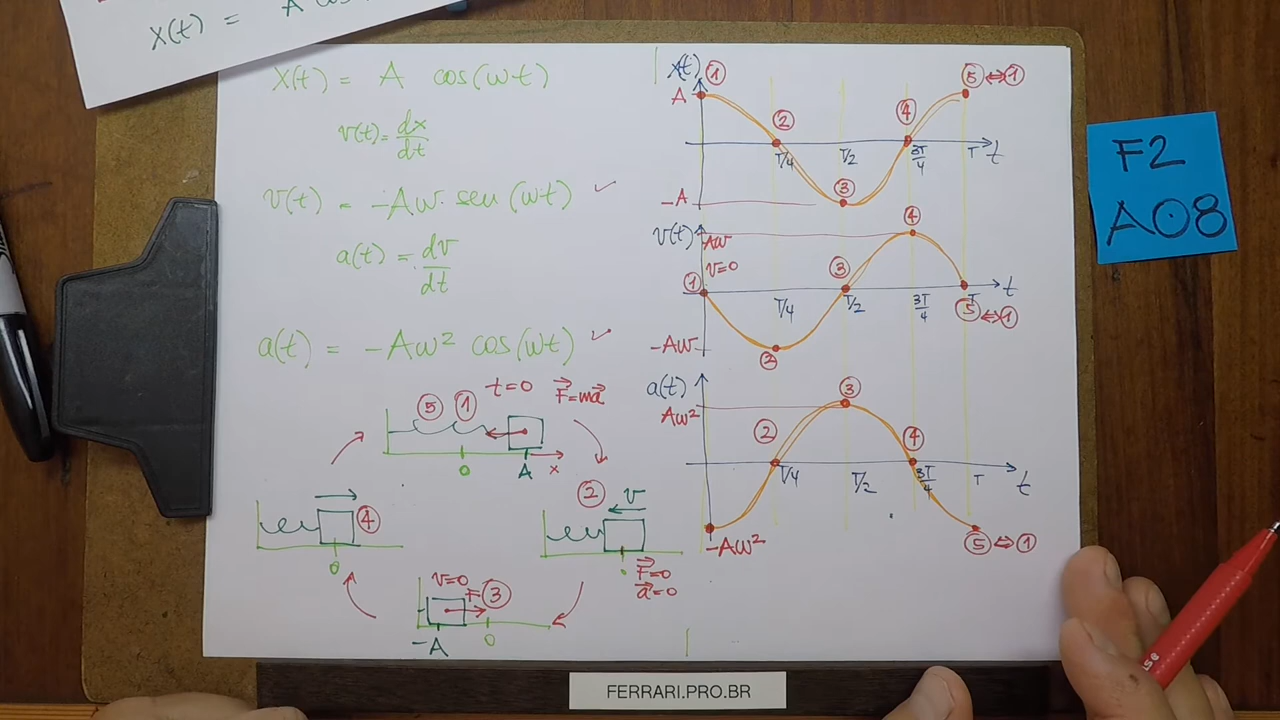 x(t) = A cos
x(t) = A cos(ωt)
v(t) = dx/dt
v(t) = -Aω. sen(ωt) ✓
a(t) = dv/dt
a(t) = -Aω² cos(ωt) ✓
t=0 F⃗=ma⃗
⑤ ①
0 A x
④
0
② v
F⃗=0
a⃗=0
v=0
F ③
-A 0
x(t) ① ⑤⇔①
A
② ④
T/4 T/2 3T/4 T t
-A ③
v(t) Aω ④
v=0
① ③
T/4 T/2 3T/4 T t
⑤⇔①
-Aω ②
a(t) ③
Aω²
② ④
T/4 T/2 3T/4 T t
-Aω² ⑤⇔①
F2
A08
FERRARI.PRO.BR